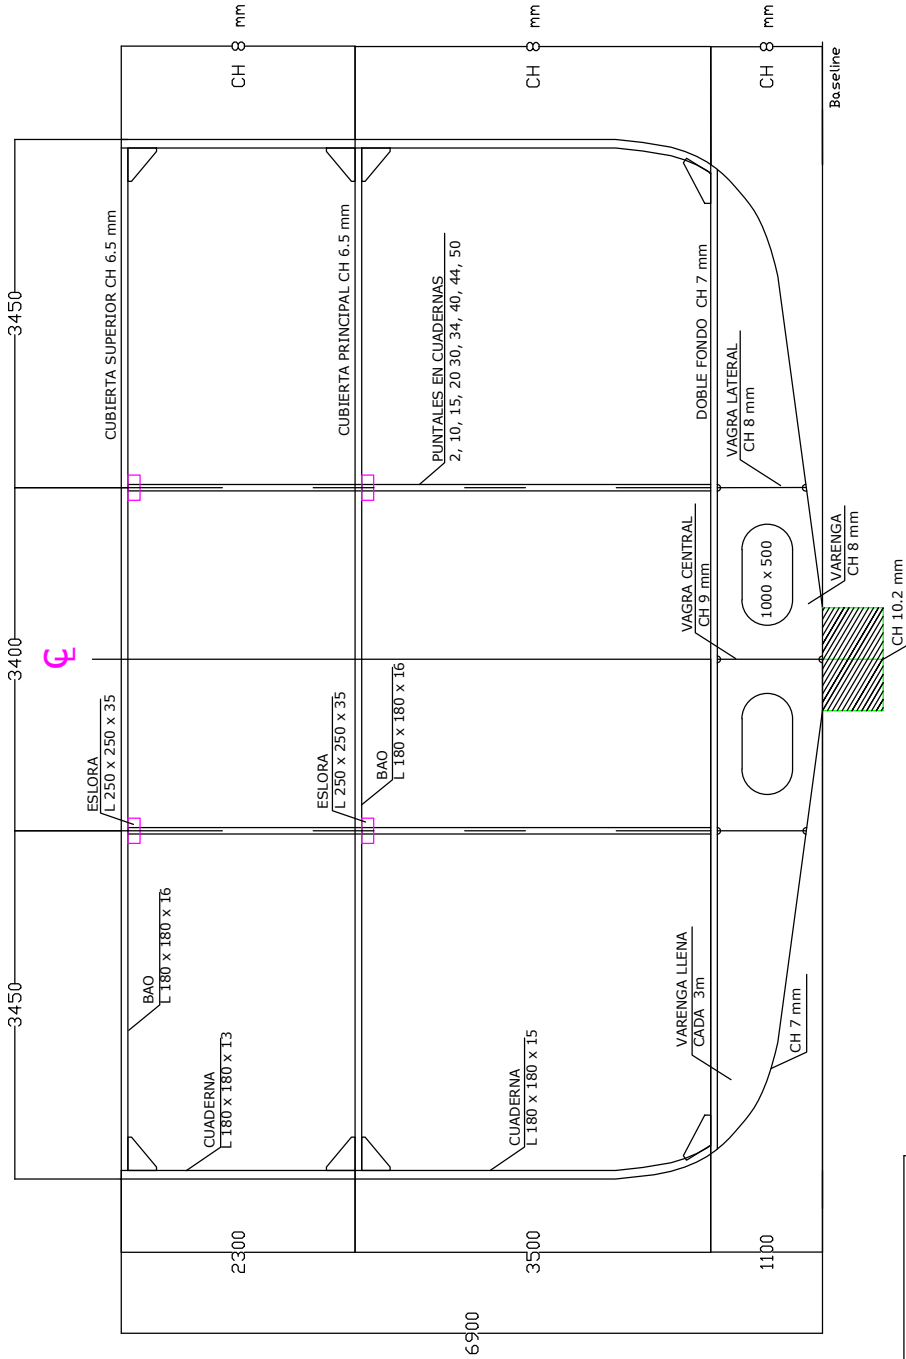 3450
3400
3450
CL
CUBIERTA SUPERIOR CH 6.5 mm
CH 8 mm
ESLORA
L 250 x 250 x 35
BAO
L 180 x 180 x 16
CUADERNA
L 180 x 180 x 13
2300
CUBIERTA PRINCIPAL CH 6.5 mm
CH 8 mm
ESLORA
L 250 x 250 x 35
BAO
L 180 x 180 x 16
PUNTALES EN CUADERNAS
2, 10, 15, 20 30, 34, 40, 44, 50
CUADERNA
L 180 x 180 x 15
3500
6900
DOBLE FONDO CH 7 mm
CH 8 mm
VAGRA CENTRAL
CH 9 mm
VAGRA LATERAL
CH 8 mm
VARENGA LLENA
CADA 3m
1000 x 500
1100
CH 7 mm
VARENGA
CH 8 mm
Baseline
CH 10.2 mm